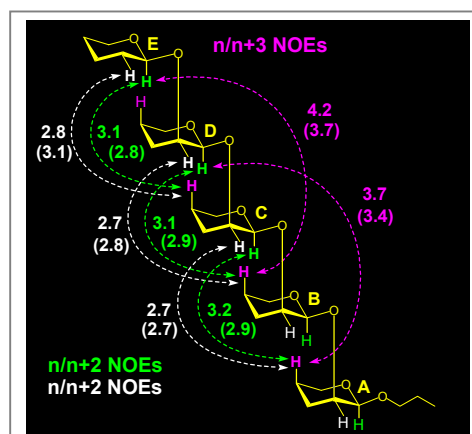 n/n+3 NOEs
E
O
O
H
H
H
2.8
(3.1)
3.1
(2.8)
4.2
(3.7)
O
D
O
H
H
H
3.7
(3.4)
2.7
(2.8)
3.1
(2.9)
O
C
O
H
H
H
O
B
O
2.7
(2.7)
3.2
(2.9)
H
H
H
n/n+2 NOEs
n/n+2 NOEs
O
A
O
H
H